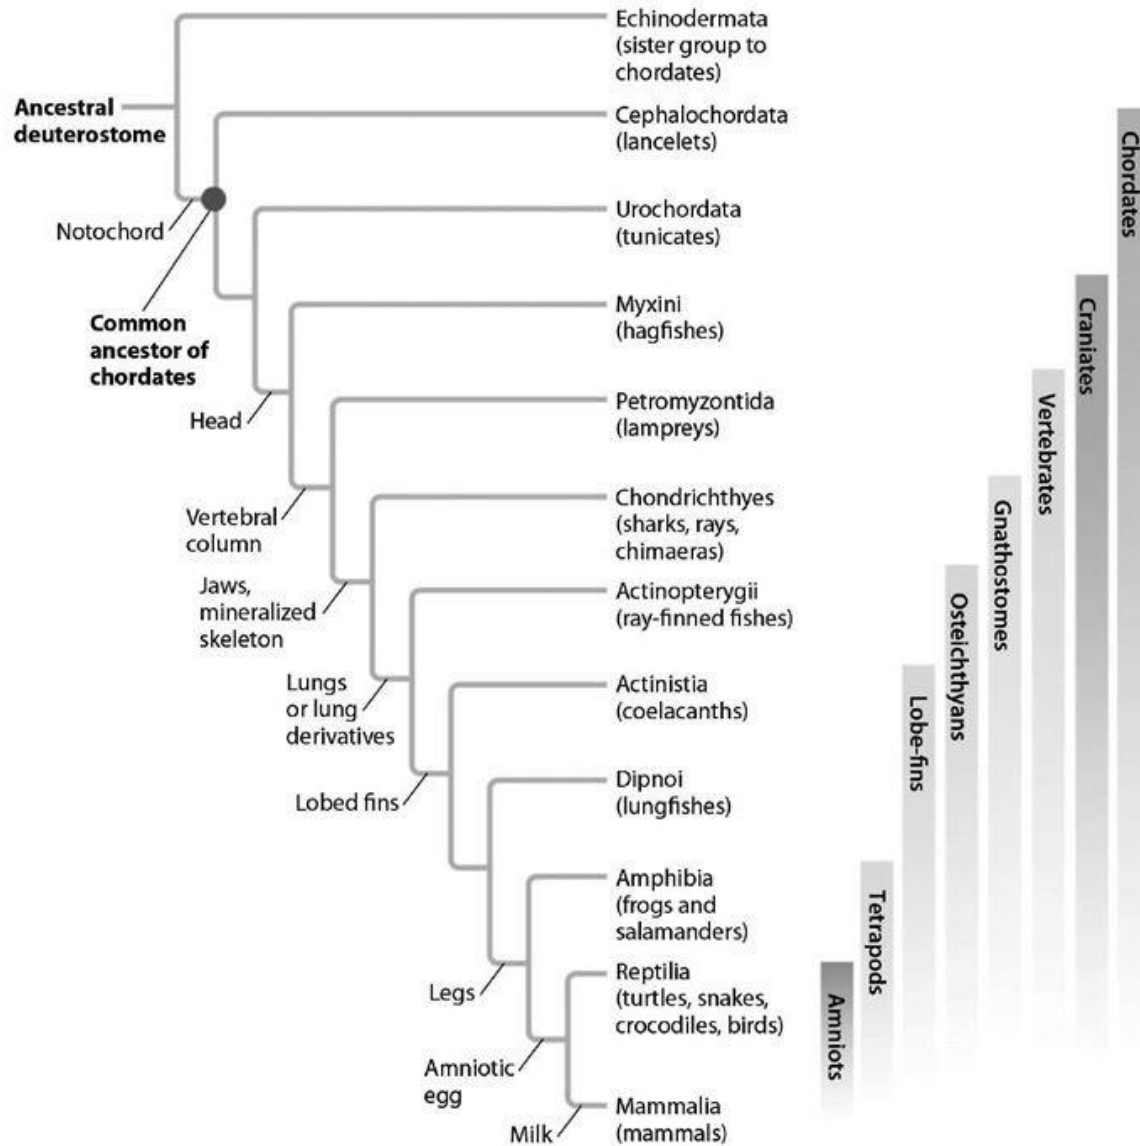 Echinodermata
(sister group to
chordates)
Ancestral
deuterostome
Cephalochordata
(lancelets)
Notochord
Urochordata
(tunicates)
Common
ancestor of
chordates
Myxini
(hagfishes)
Head
Petromyzontida
(lampreys)
Vertebral
column
Chondrichthyes
(sharks, rays,
chimaeras)
Jaws,
mineralized
skeleton
Actinopterygii
(ray-finned fishes)
Lungs
or lung
derivatives
Actinistia
(coelacanths)
Lobed fins
Dipnoi
(lungfishes)
Amphibia
(frogs and
salamanders)
Legs
Reptilia
(turtles, snakes,
crocodiles, birds)
Amniotic
egg
Milk
Mammalia
(mammals)
Amniots
Tetrapods
Lobe-fins
Osteichthyans
Gnathostomes
Vertebrates
Craniates
Chordates